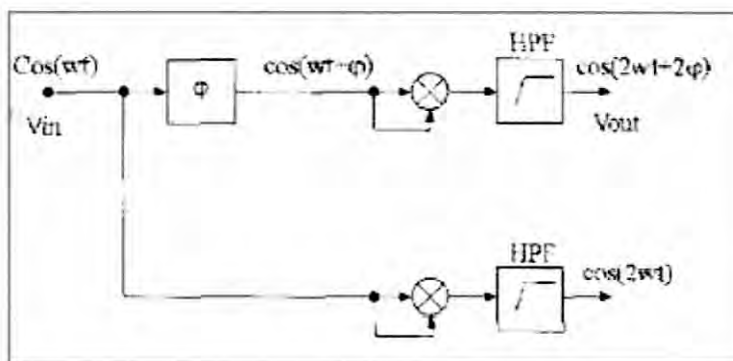 HPF
Cos(wt)
φ
cos(wt+φ)
cos(2wt+2φ)
Vin
Vout
HPF
cos(2wt)